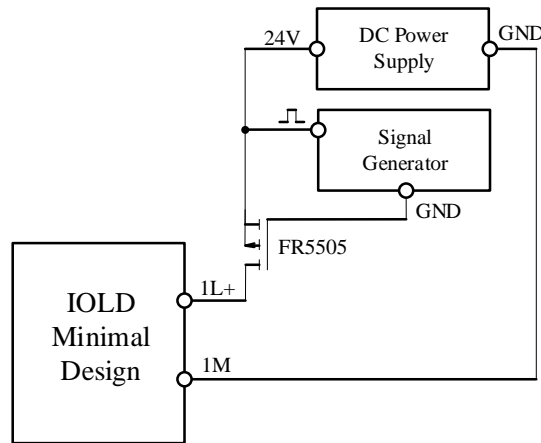 24V
DC Power
Supply
GND
Signal
Generator
GND
FR5505
IOLD
Minimal
Design
1L+
1M